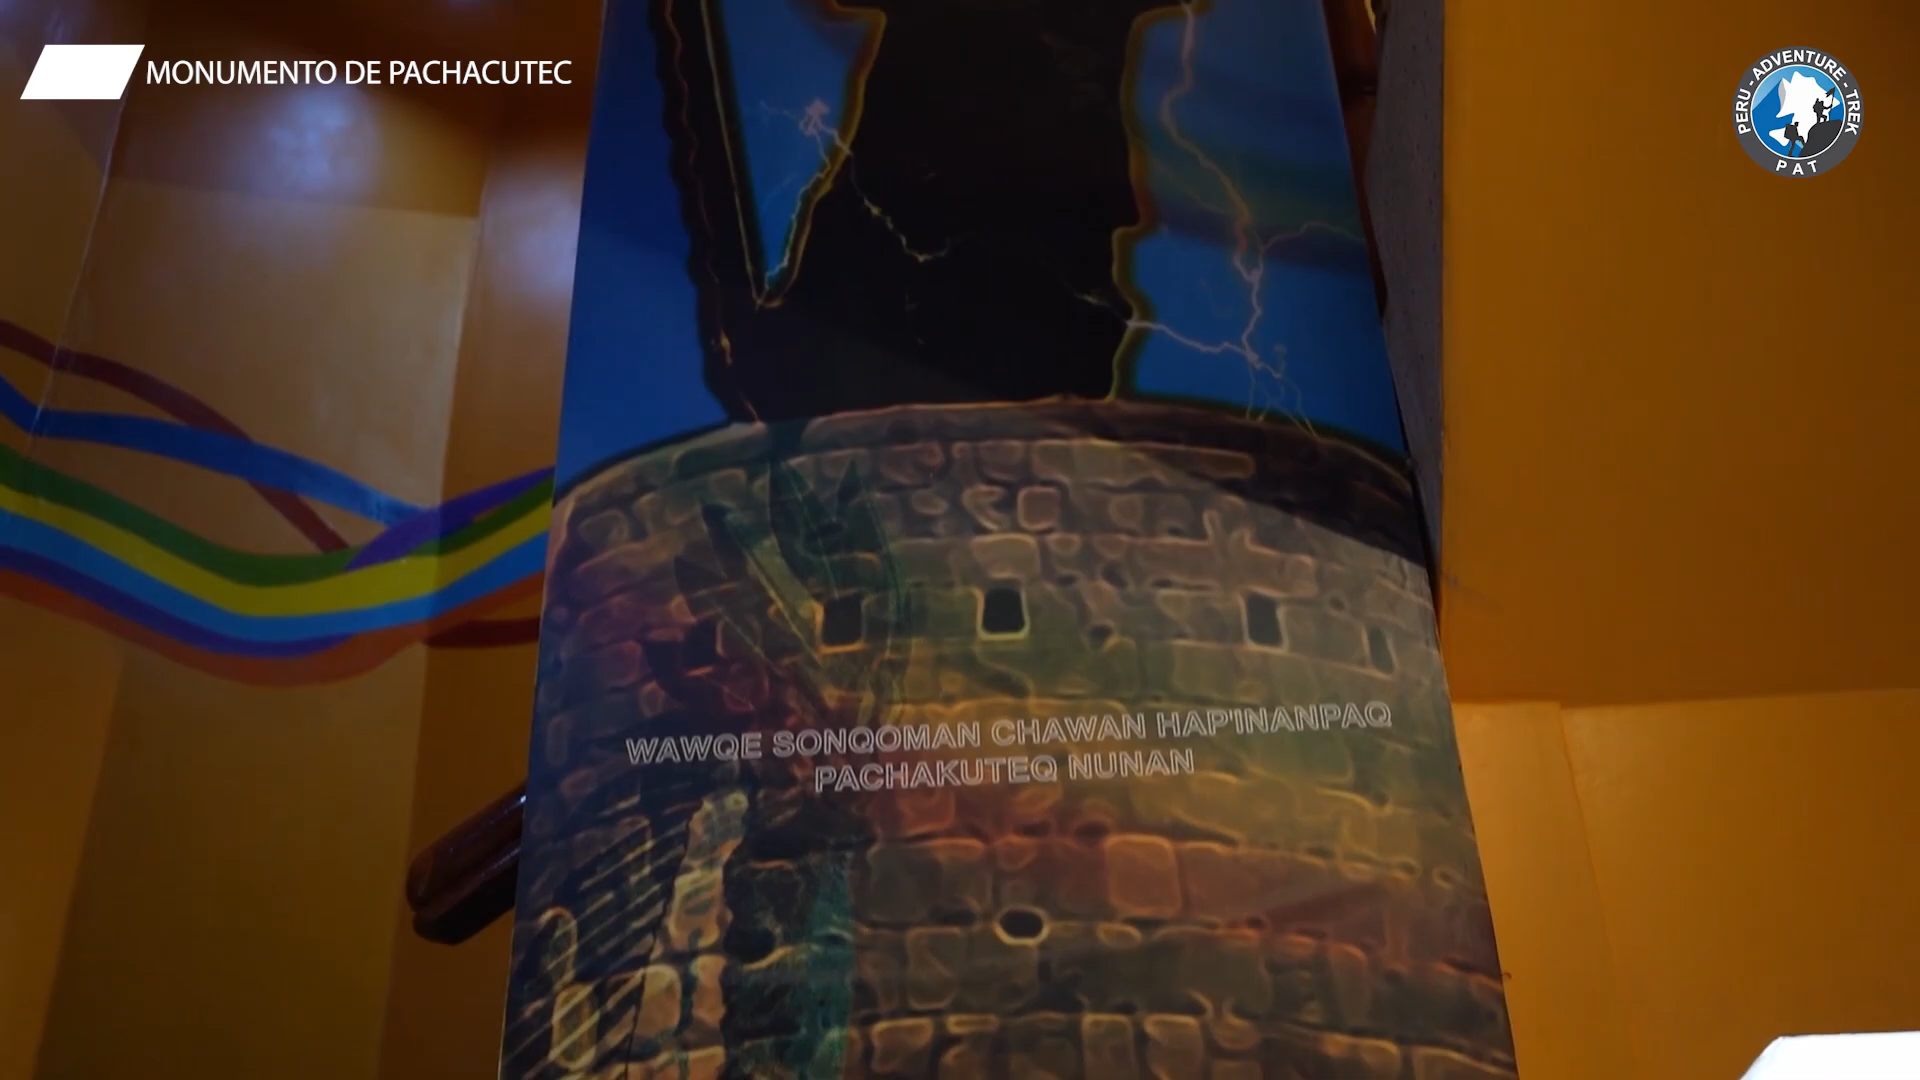 MONUMENTO DE PACHACUTEC
PERU - ADVENTURE - TREK
PAT
WAWQE SONQOMAN CHAWAN HAP'INANPAQ
PACHAKUTEQ NUNAN